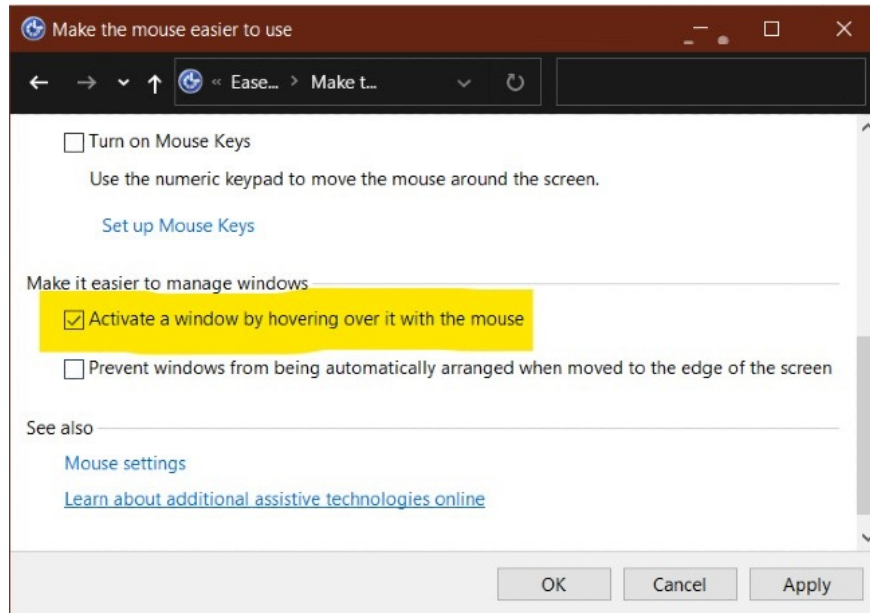 Make the mouse easier to use
« Ease... > Make t...
Turn on Mouse Keys
Use the numeric keypad to move the mouse around the screen.
Set up Mouse Keys
Make it easier to manage windows
Activate a window by hovering over it with the mouse
Prevent windows from being automatically arranged when moved to the edge of the screen
See also
Mouse settings
Learn about additional assistive technologies online
OK Cancel Apply